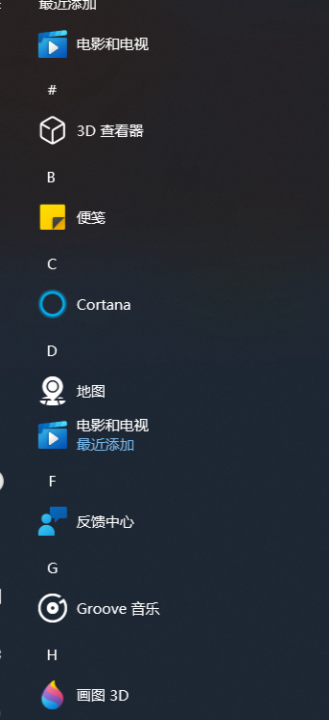 最近添加
电影和电视
#
3D 查看器
B
便笺
C
Cortana
D
地图
电影和电视
最近添加
F
反馈中心
G
Groove 音乐
H
画图 3D